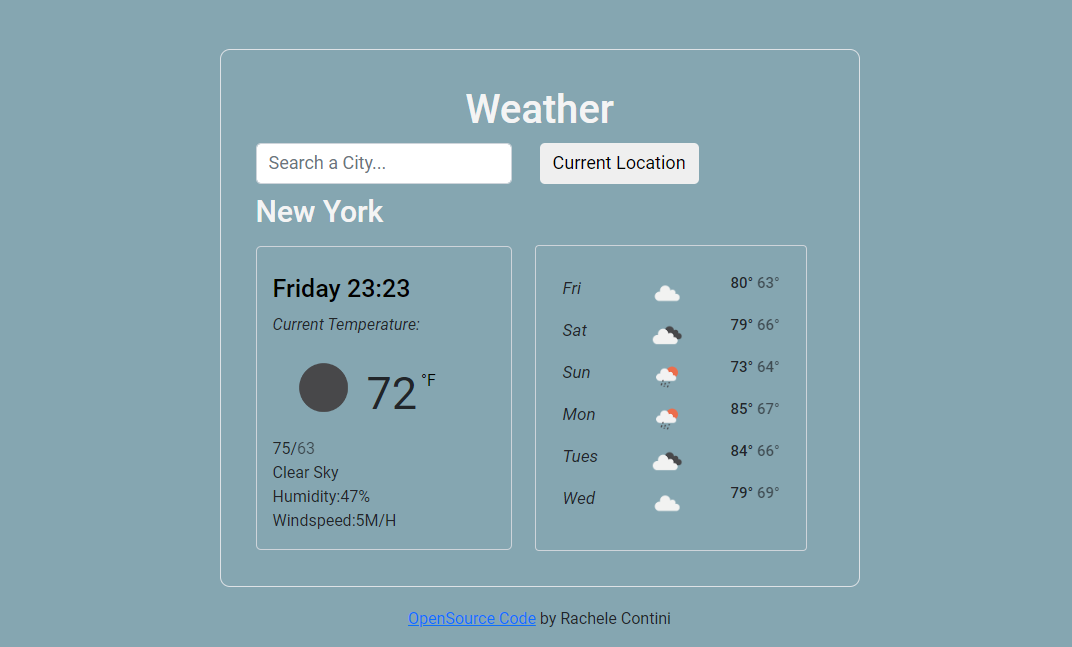 Weather
Search a City...
Current Location
New York
Friday 23:23
Current Temperature:
72 °F
75/63
Clear Sky
Humidity:47%
Windspeed:5M/H
Fri 80° 63°
Sat 79° 66°
Sun 73° 64°
Mon 85° 67°
Tues 84° 66°
Wed 79° 69°
OpenSource Code by Rachele Contini